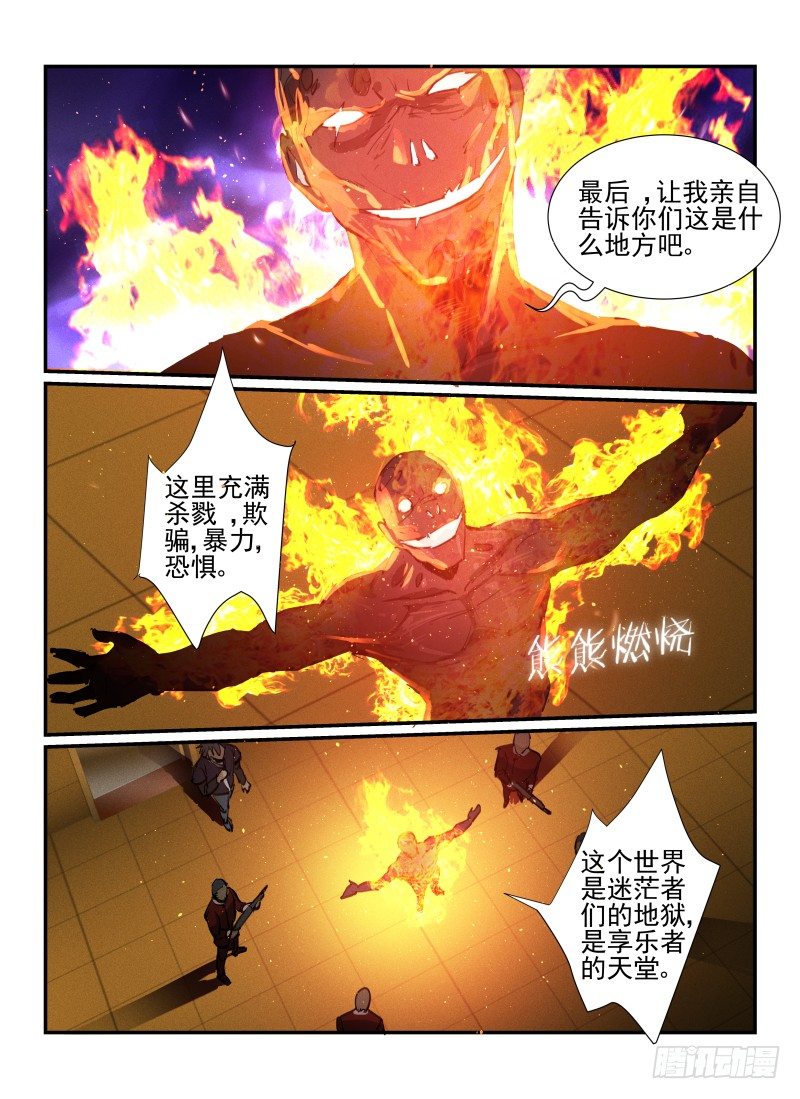 最后，让我亲自
告诉你们这是什
么地方吧。
这里充满
杀戮，欺
骗，暴力，
恐惧。
熊熊燃烧
这个世界
是迷茫者
们的地狱，
是享乐者
的天堂。
腾讯动漫